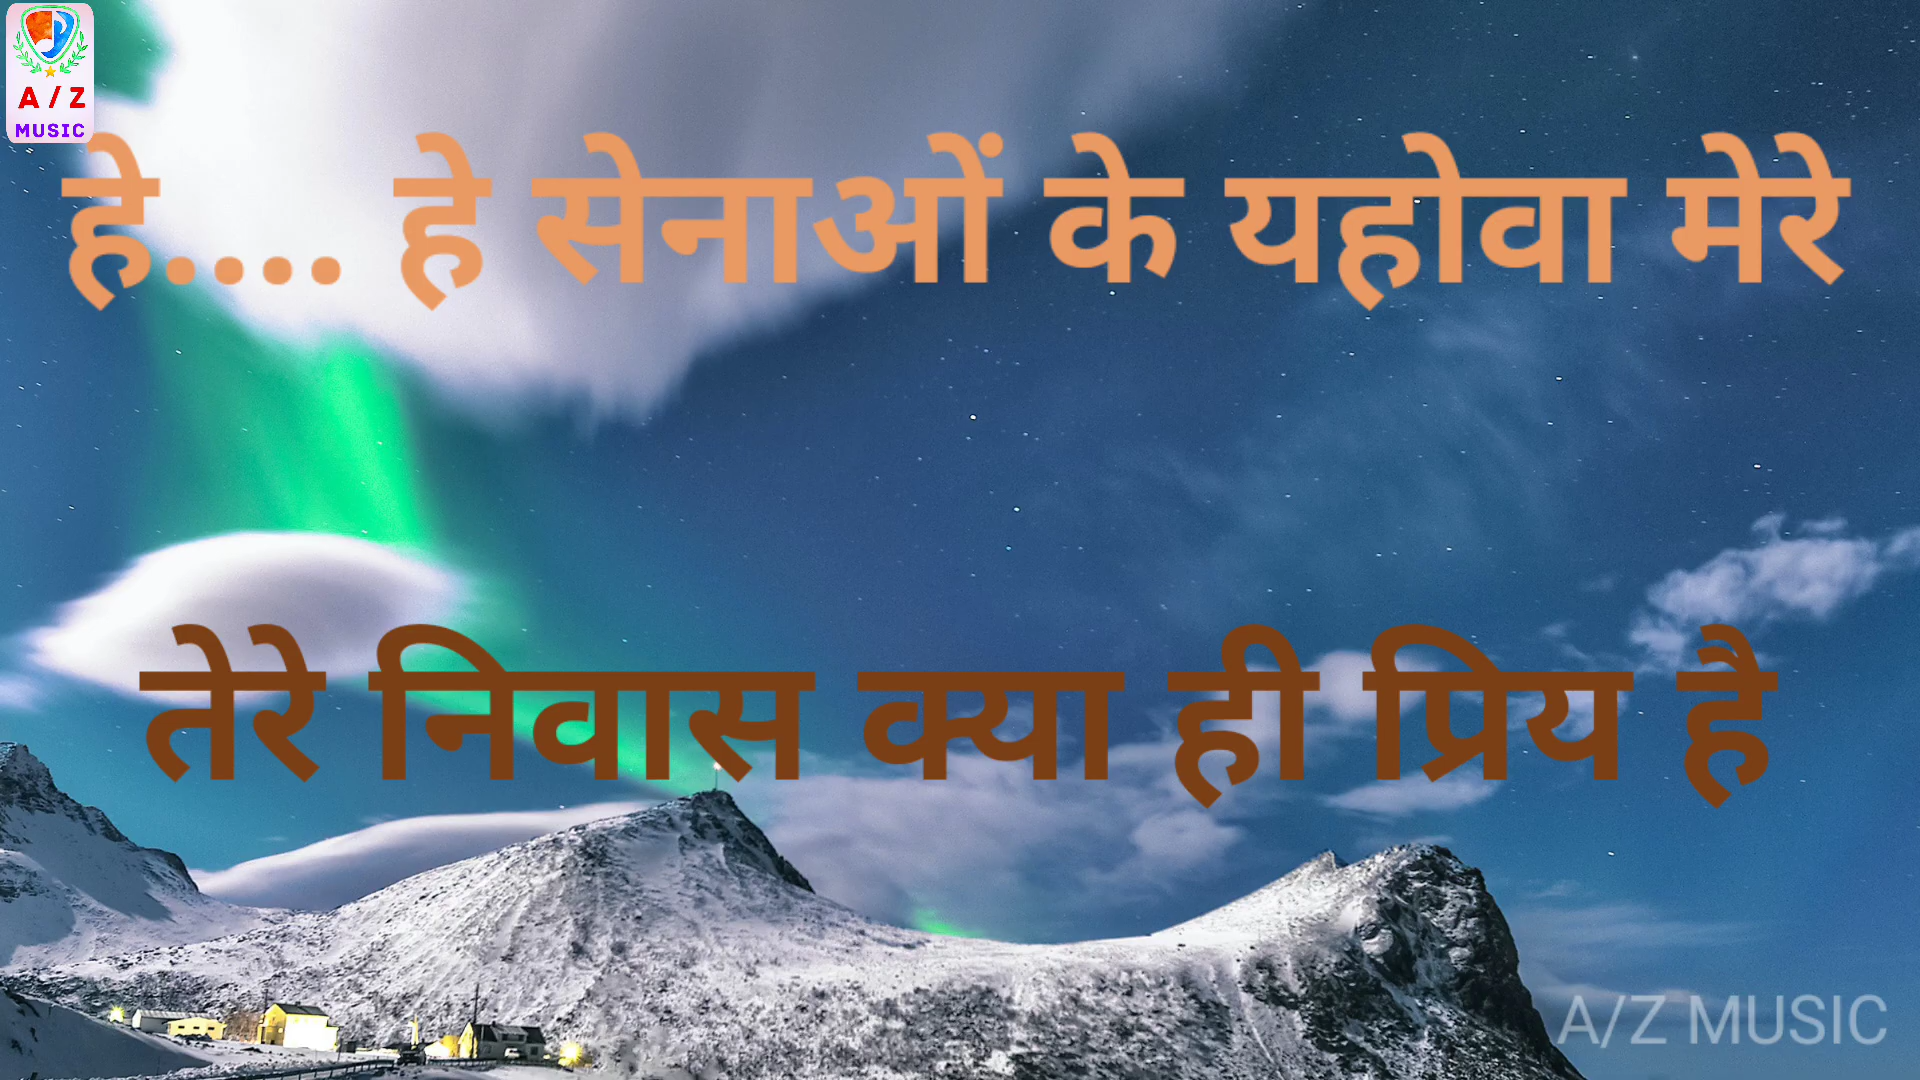 A / Z
MUSIC
हे.... हे सेनाओं के यहोवा मेरे
तेरे निवास क्या ही प्रिय है
A/Z MUSIC